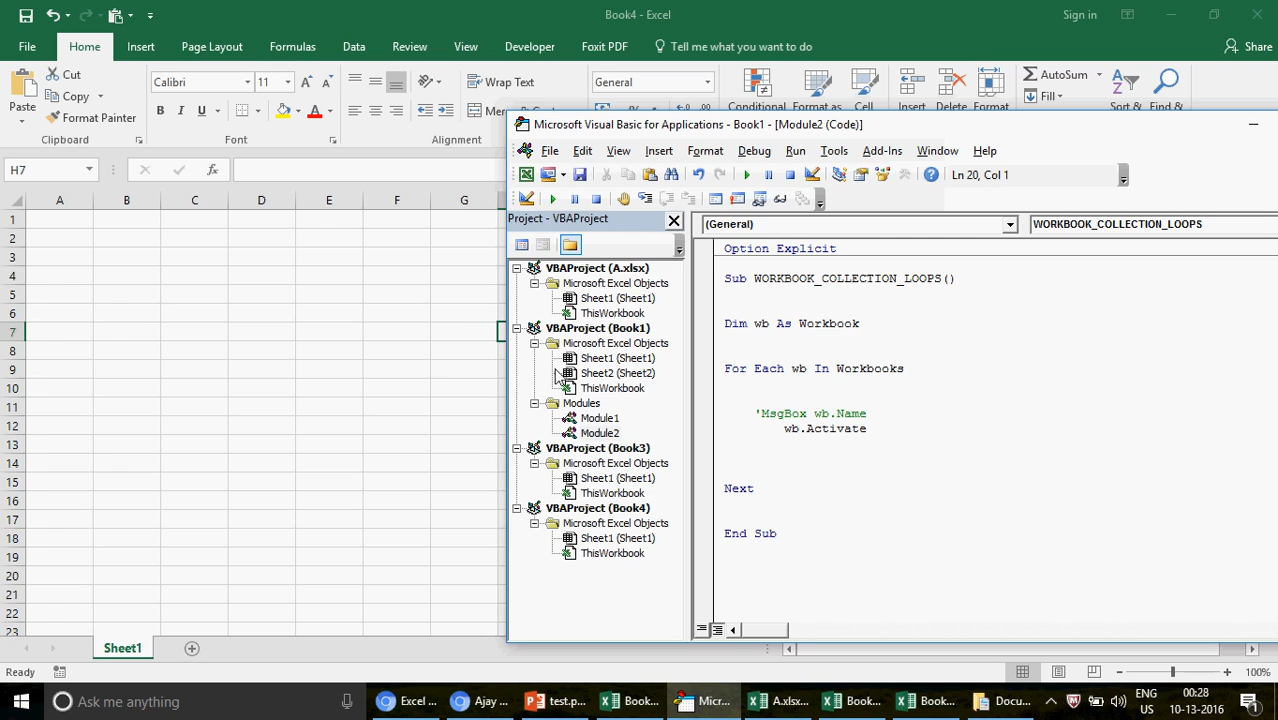 Book4 - Excel
Sign in
File Home Insert Page Layout Formulas Data Review View Developer Foxit PDF Tell me what you want to do Share
Paste
Cut
Copy
Format Painter
Clipboard
Calibri 11
B I U
Font
Wrap Text
Alignment
General
Conditional Format as Cell
Insert Delete Format
AutoSum
Fill
Sort & Find &
H7
A B C D E F G
1
2
3
4
5
6
7
8
9
10
11
12
13
14
15
16
17
18
19
20
21
22
23
Microsoft Visual Basic for Applications - Book1 - [Module2 (Code)]
File Edit View Insert Format Debug Run Tools Add-Ins Window Help
Ln 20, Col 1
Project - VBAProject
VBAProject (A.xlsx)
Microsoft Excel Objects
Sheet1 (Sheet1)
ThisWorkbook
VBAProject (Book1)
Microsoft Excel Objects
Sheet1 (Sheet1)
Sheet2 (Sheet2)
ThisWorkbook
Modules
Module1
Module2
VBAProject (Book3)
Microsoft Excel Objects
Sheet1 (Sheet1)
ThisWorkbook
VBAProject (Book4)
Microsoft Excel Objects
Sheet1 (Sheet1)
ThisWorkbook
(General)
WORKBOOK_COLLECTION_LOOPS
Option Explicit
Sub WORKBOOK_COLLECTION_LOOPS()
Dim wb As Workbook
For Each wb In Workbooks
'MsgBox wb.Name
wb.Activate
Next
End Sub
Sheet1
Ready
100%
Ask me anything
Excel ...
Ajay ...
test.p...
Book...
Micr...
A.xlsx...
Book...
Book...
Docu...
ENG
US
00:28
10-13-2016